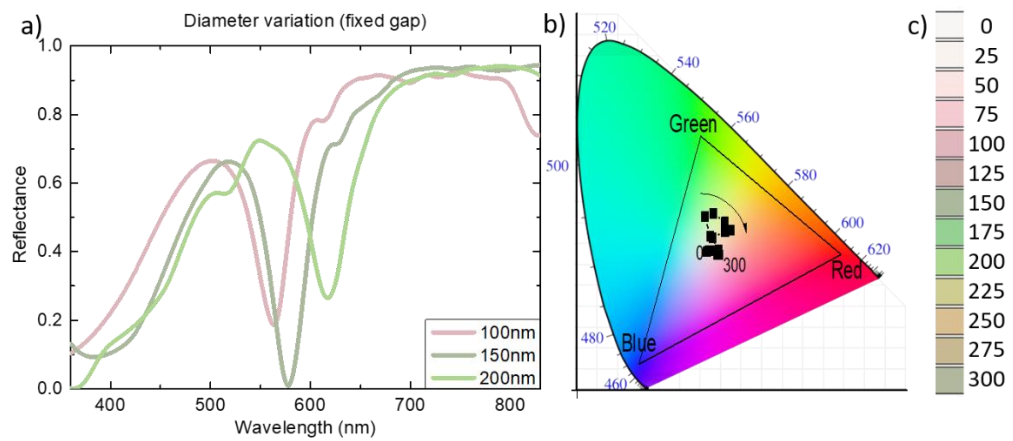 a)
Diameter variation (fixed gap)
1.0
0.8
0.6
0.4
0.2
0.0
Reflectance
400
500
600
700
800
Wavelength (nm)
100nm
150nm
200nm
b)
520
540
560
580
600
620
500
480
460
Green
Red
Blue
0
300
c)
0
25
50
75
100
125
150
175
200
225
250
275
300